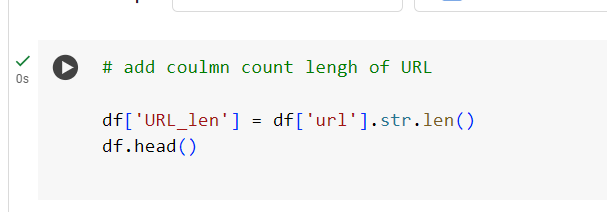 0s
# add coulmn count lengh of URL
df['URL_len'] = df['url'].str.len()
df.head()